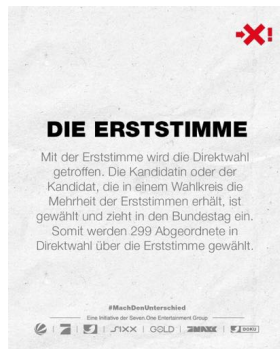 DIE ERSTSTIMME
Mit der Erststimme wird die Direktwahl
getroffen. Die Kandidatin oder der
Kandidat, die in einem Wahlkreis die
Mehrheit der Erststimmen erhält, ist
gewählt und zieht in den Bundestag ein.
Somit werden 299 Abgeordnete in
Direktwahl über die Erststimme gewählt.
#MachDenUnterschied
Eine Initiative der Seven.One Entertainment Group
sixx GOLD MAXX DOKU